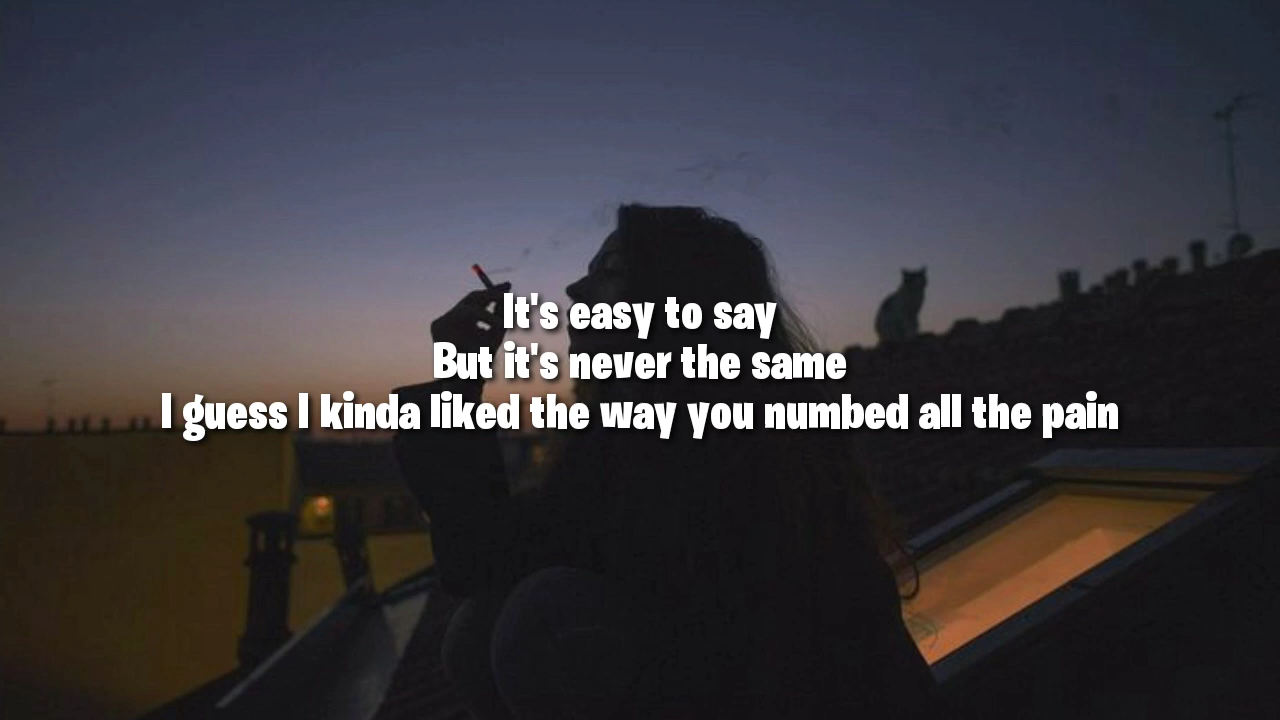 It's easy to say
But it's never the same
I guess I kinda liked the way you numbed all the pain